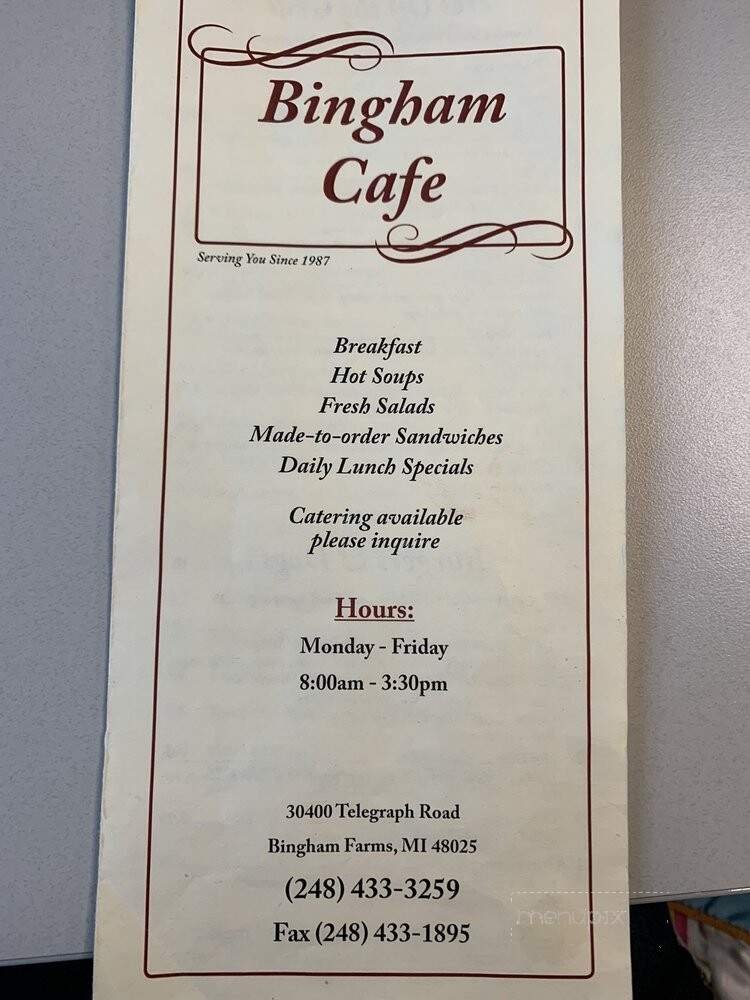 Bingham
Cafe
Serving You Since 1987
Breakfast
Hot Soups
Fresh Salads
Made-to-order Sandwiches
Daily Lunch Specials
Catering available
please inquire
Hours:
Monday - Friday
8:00am - 3:30pm
30400 Telegraph Road
Bingham Farms, MI 48025
(248) 433-3259
Fax (248) 433-1895
menupix